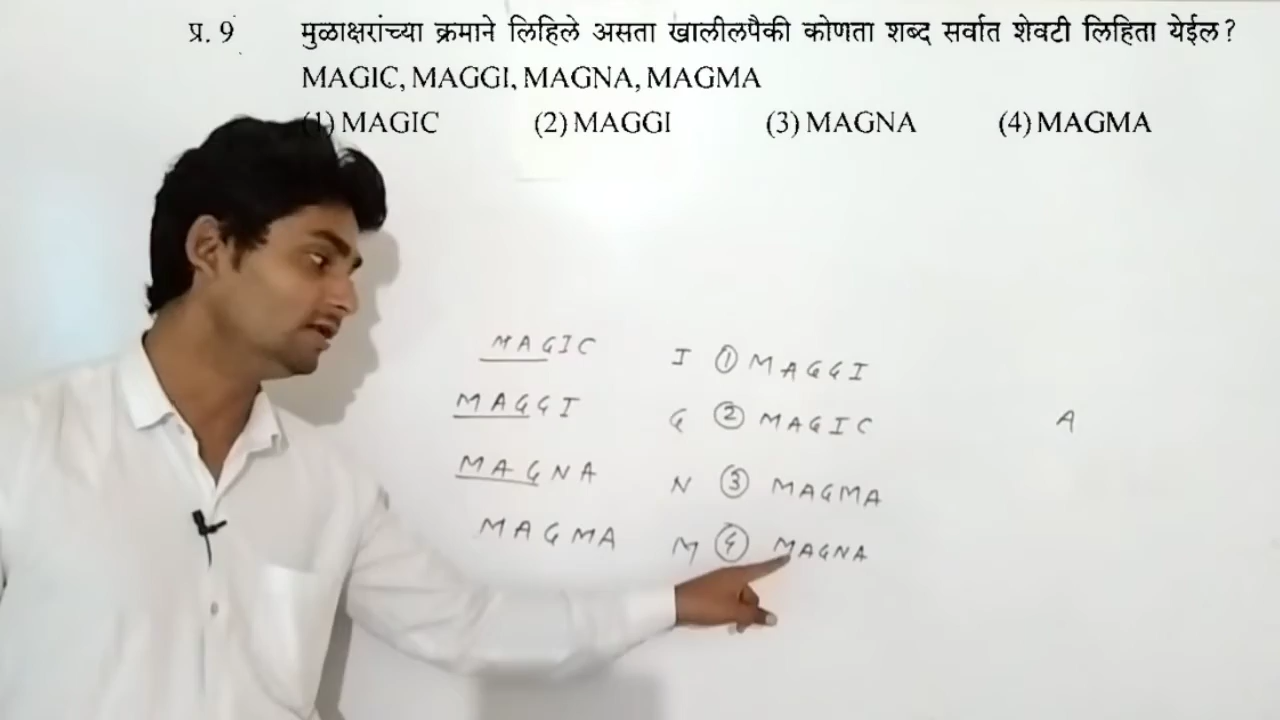 प्र. 9 मुळाक्षरांच्या क्रमाने लिहिले असता खालीलपैकी कोणता शब्द सर्वात शेवटी लिहिता येईल?
MAGIC, MAGGI, MAGNA, MAGMA
(1) MAGIC (2) MAGGI (3) MAGNA (4) MAGMA
MAGIC I ① MAGGI
MAGGI G ② MAGIC A
MAGNA N ③ MAGMA
MAGMA M ④ MAGNA